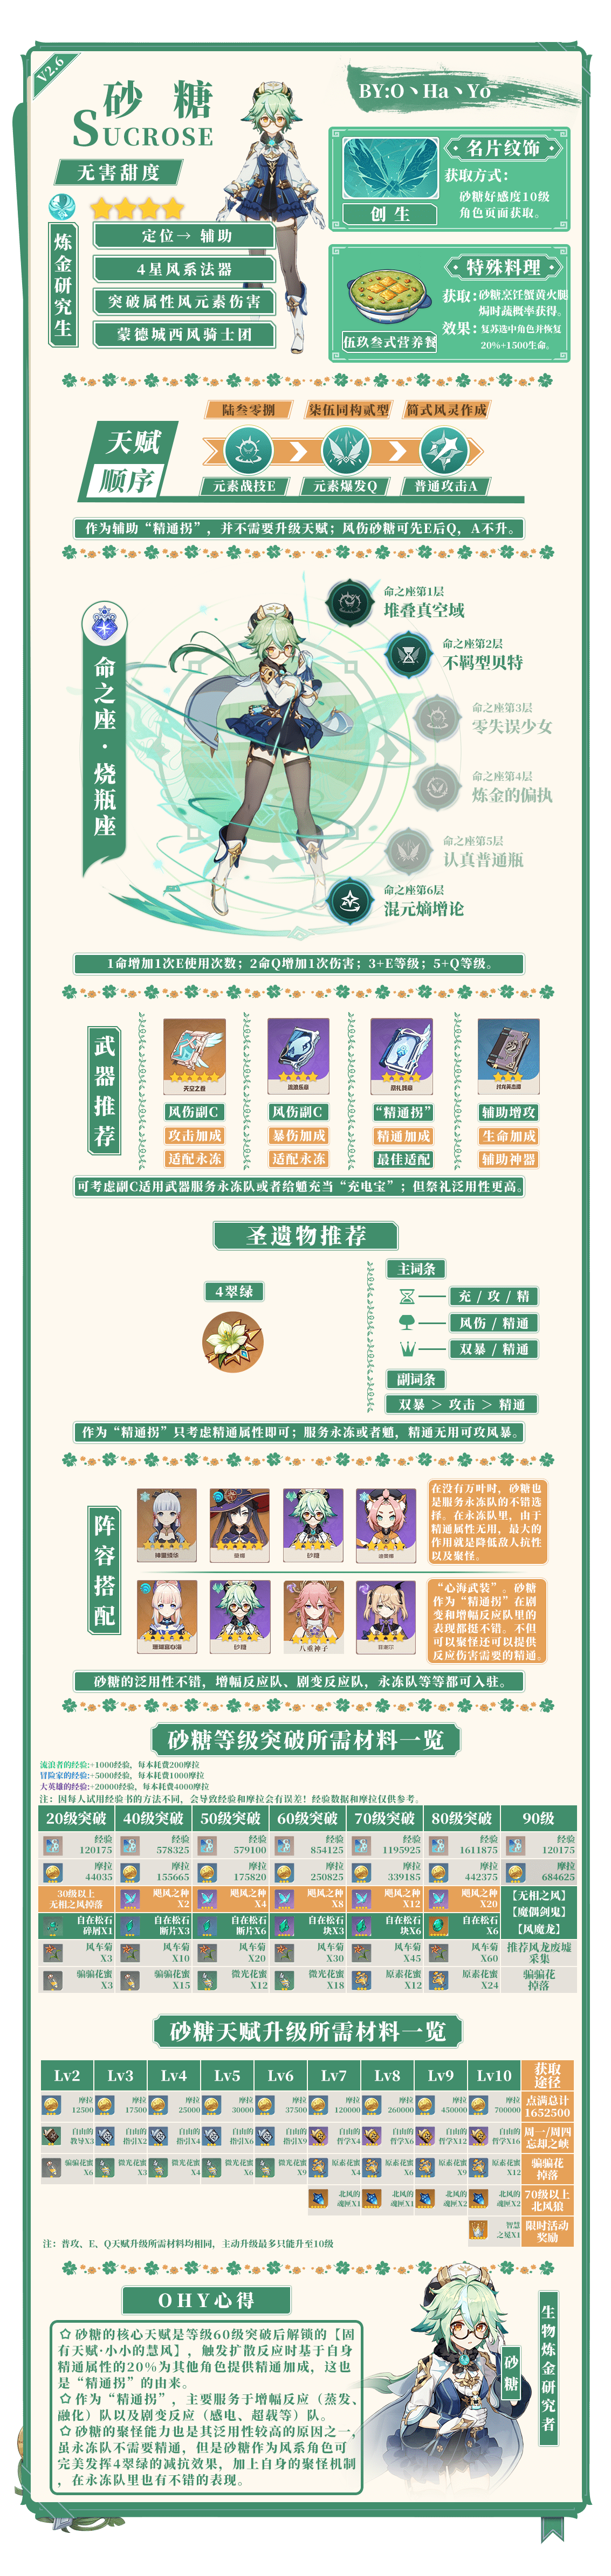 V2.6
砂 糖
SUCROSE
无害甜度
炼金研究生
定位→ 辅助
4星风系法器
突破属性风元素伤害
蒙德城西风骑士团
BY:O丶Ha丶Yo
名片纹饰
获取方式:
砂糖好感度10级
角色页面获取。
创 生
特殊料理
获取:砂糖烹饪蟹黄火腿
焗时蔬概率获得。
效果:复苏选中角色并恢复
20%+1500生命。
伍玖叁式营养餐
天赋
顺序
陆叁零捌
柒伍同构贰型
简式风灵作成
元素战技E
元素爆发Q
普通攻击A
作为辅助“精通拐”，并不需要升级天赋；风伤砂糖可先E后Q，A不升。
命之座·烧瓶座
命之座第1层
堆叠真空域
命之座第2层
不羁型贝特
命之座第3层
零失误少女
命之座第4层
炼金的偏执
命之座第5层
认真普通瓶
命之座第6层
混元熵增论
1命增加1次E使用次数；2命Q增加1次伤害；3+E等级；5+Q等级。
武器推荐
天空之卷
流浪乐章
祭礼残章
讨龙英杰谭
风伤副C
攻击加成
适配永冻
风伤副C
暴伤加成
适配永冻
“精通拐”
精通加成
最佳适配
辅助增攻
生命加成
辅助神器
可考虑副C适用武器服务永冻队或者给魈充当“充电宝”；但祭礼泛用性更高。
圣遗物推荐
4翠绿
主词条
充 / 攻 / 精
风伤 / 精通
双暴 / 精通
副词条
双暴 > 攻击 > 精通
作为“精通拐”只考虑精通属性即可；服务永冻或者魈，精通无用可攻风暴。
阵容搭配
神里绫华
莫娜
砂糖
迪奥娜
在没有万叶时，砂糖也
是服务永冻队的不错选
择。在永冻队里，由于
精通属性无用，最大的
作用就是降低敌人抗性
以及聚怪。
珊瑚宫心海
砂糖
八重神子
菲谢尔
“心海武装”。砂糖
作为“精通拐”在剧
变和增幅反应队里的
表现都挺不错。不但
可以聚怪还可以提供
反应伤害需要的精通。
砂糖的泛用性不错，增幅反应队、剧变反应队，永冻队等等都可入驻。
砂糖等级突破所需材料一览
流浪者的经验:+1000经验，每本耗费200摩拉
冒险家的经验:+5000经验，每本耗费1000摩拉
大英雄的经验:+20000经验，每本耗费4000摩拉
注：因每人试用经验书的方法不同，会导致经验和摩拉会有误差！经验数据和摩拉仅供参考。
20级突破 40级突破 50级突破 60级突破 70级突破 80级突破 90级
经验 经验 经验 经验 经验 经验 经验
120175 578325 579100 854125 1195925 1611875 120175
摩拉 摩拉 摩拉 摩拉 摩拉 摩拉 摩拉
44035 155665 175820 250825 339185 442375 684625
30级以上 飓风之种 飓风之种 飓风之种 飓风之种 飓风之种 【无相之风】
无相之风掉落 X2 X4 X8 X12 X20 【魔偶剑鬼】
自在松石 自在松石 自在松石 自在松石 自在松石 自在松石 【风魔龙】
碎屑X1 断片X3 断片X6 块X3 块X6 X6
风车菊 风车菊 风车菊 风车菊 风车菊 风车菊 推荐风龙废墟
X3 X10 X20 X30 X45 X60 采集
骗骗花蜜 骗骗花蜜 微光花蜜 微光花蜜 原素花蜜 原素花蜜 骗骗花
X3 X15 X12 X18 X12 X24 掉落
砂糖天赋升级所需材料一览
Lv2 Lv3 Lv4 Lv5 Lv6 Lv7 Lv8 Lv9 Lv10 获取
途径
摩拉 摩拉 摩拉 摩拉 摩拉 摩拉 摩拉 摩拉 摩拉 点满总计
12500 17500 25000 30000 37500 120000 260000 450000 700000 1652500
自由的 自由的 自由的 自由的 自由的 自由的 自由的 自由的 自由的 周一/周四
教导X3 指引X2 指引X4 指引X6 指引X9 哲学X4 哲学X6 哲学X12 哲学X16 忘却之峡
骗骗花蜜 微光花蜜 微光花蜜 微光花蜜 微光花蜜 原素花蜜 原素花蜜 原素花蜜 原素花蜜 骗骗花
X6 X3 X4 X6 X9 X4 X6 X9 X12 掉落
北风的 北风的 北风的 北风的 70级以上
魂匣X1 魂匣X1 魂匣X2 魂匣X2 北风狼
智慧 限时活动
之冕X1 奖励
注：普攻、E、Q天赋升级所需材料均相同，主动升级最多只能升至10级
OHY心得
砂糖的核心天赋是等级60级突破后解锁的【固
有天赋·小小的慧风】，触发扩散反应时基于自身
精通属性的20%为其他角色提供精通加成，这也
是“精通拐”的由来。
作为“精通拐”，主要服务于增幅反应（蒸发、
融化）队以及剧变反应（感电、超载等）队。
砂糖的聚怪能力也是其泛用性较高的原因之一，
虽永冻队不需要精通，但是砂糖作为风系角色可
完美发挥4翠绿的减抗效果，加上自身的聚怪机制
，在永冻队里也有不错的表现。
砂糖
生物炼金研究者